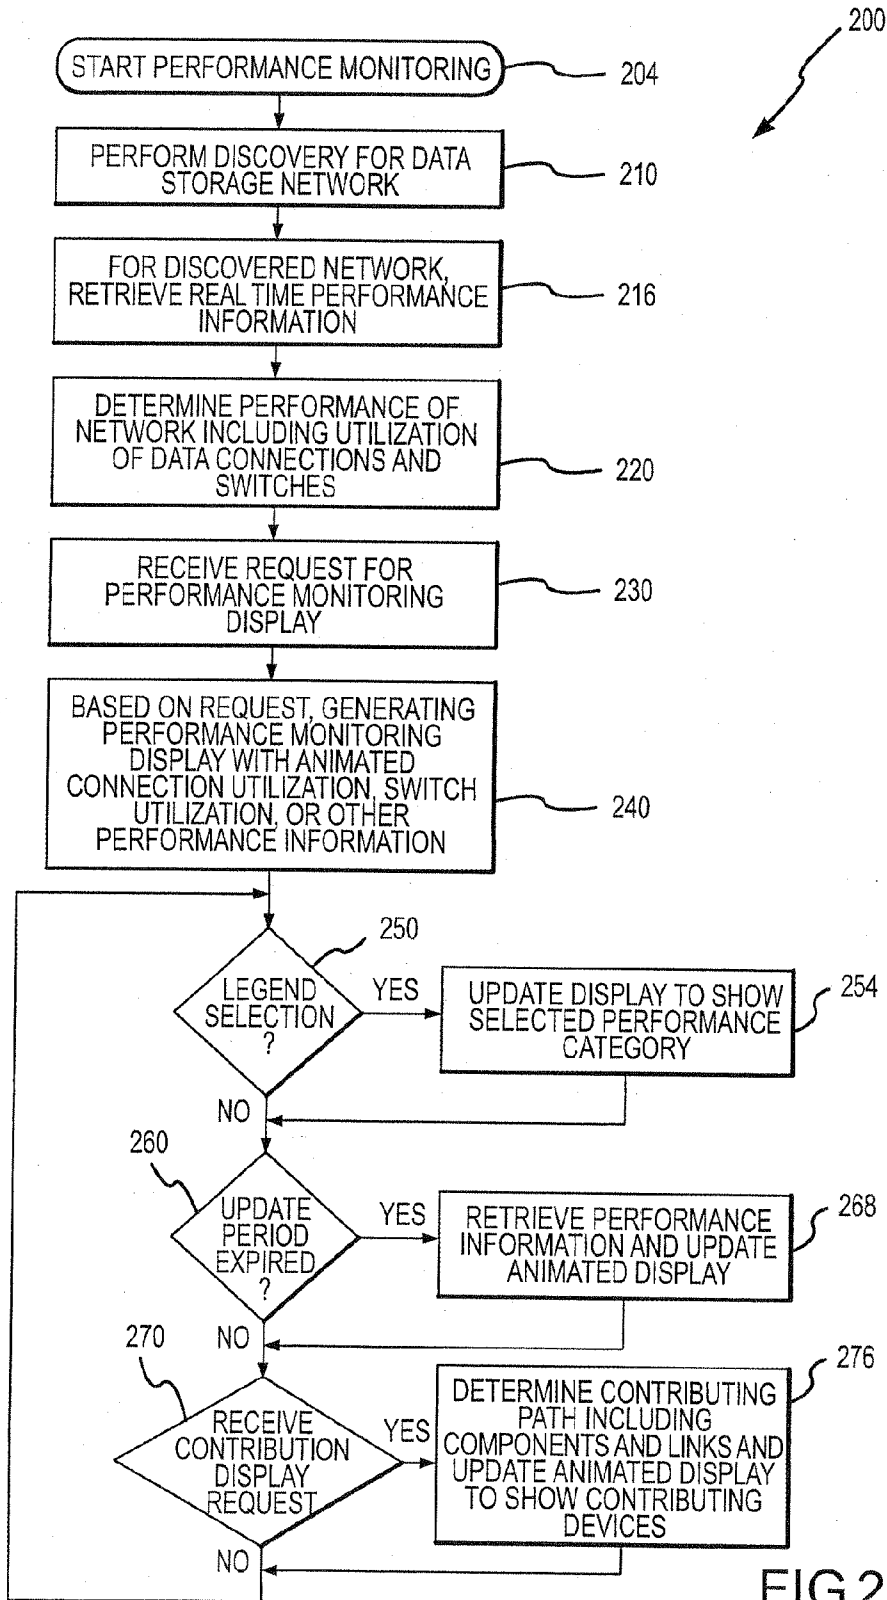 200
START PERFORMANCE MONITORING
204
PERFORM DISCOVERY FOR DATA
STORAGE NETWORK
210
FOR DISCOVERED NETWORK,
RETRIEVE REAL TIME PERFORMANCE
INFORMATION
216
DETERMINE PERFORMANCE OF
NETWORK INCLUDING UTILIZATION
OF DATA CONNECTIONS AND
SWITCHES
220
RECEIVE REQUEST FOR
PERFORMANCE MONITORING
DISPLAY
230
BASED ON REQUEST, GENERATING
PERFORMANCE MONITORING
DISPLAY WITH ANIMATED
CONNECTION UTILIZATION, SWITCH
UTILIZATION, OR OTHER
PERFORMANCE INFORMATION
240
250
LEGEND
SELECTION
?
YES
UPDATE DISPLAY TO SHOW
SELECTED PERFORMANCE
CATEGORY
254
NO
260
UPDATE
PERIOD
EXPIRED
?
YES
RETRIEVE PERFORMANCE
INFORMATION AND UPDATE
ANIMATED DISPLAY
268
NO
270
RECEIVE
CONTRIBUTION
DISPLAY
REQUEST
YES
DETERMINE CONTRIBUTING
PATH INCLUDING
COMPONENTS AND LINKS AND
UPDATE ANIMATED DISPLAY
TO SHOW CONTRIBUTING
DEVICES
276
NO
FIG.2